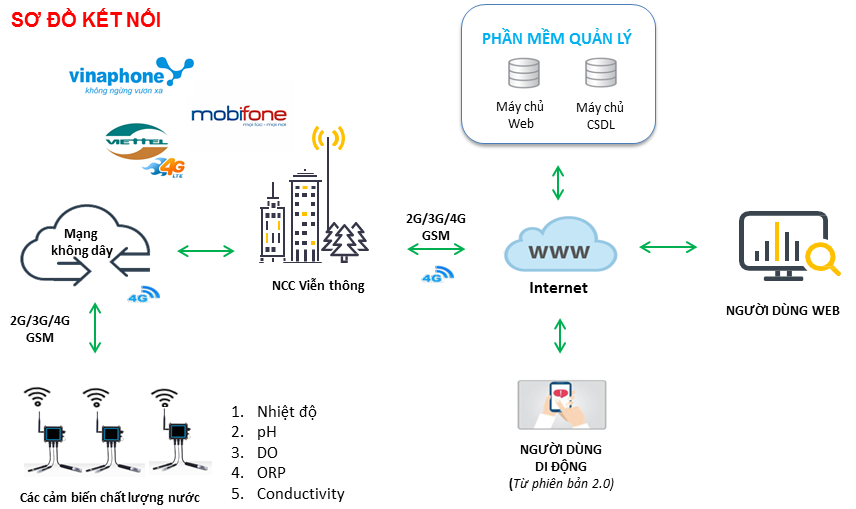 SƠ ĐỒ KẾT NỐI
vinaphone
không ngừng vươn xa
mobifone
mọi lúc - mọi nơi
VIETTEL
4G
LTE
PHẦN MỀM QUẢN LÝ
Máy chủ
Web
Máy chủ
CSDL
Mạng
không dây
4G
NCC Viễn thông
2G/3G/4G
GSM
4G
www
Internet
NGƯỜI DÙNG WEB
2G/3G/4G
GSM
Các cảm biến chất lượng nước
1. Nhiệt độ
2. pH
3. DO
4. ORP
5. Conductivity
NGƯỜI DÙNG
DI ĐỘNG
(Từ phiên bản 2.0)